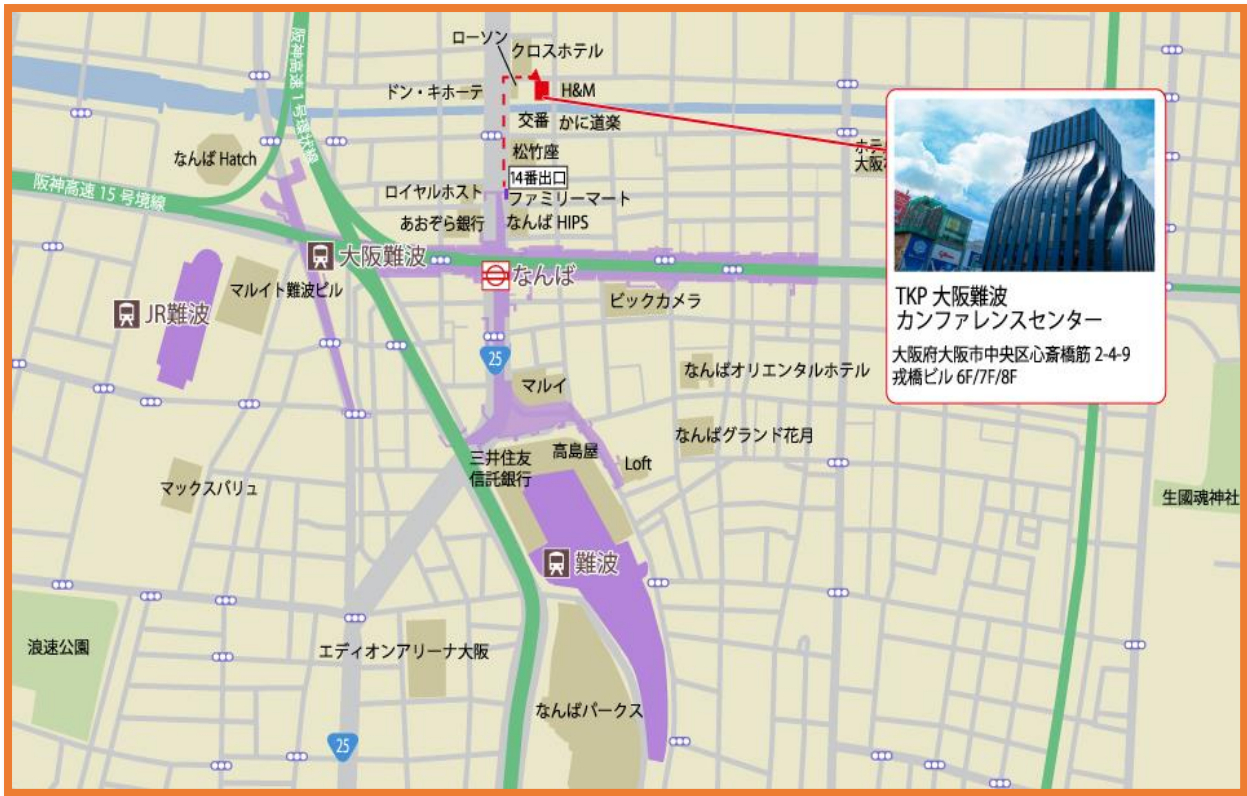 ローソン
クロスホテル
阪神高速 1 号環状線
ドン・キホーテ
H&M
交番
かに道楽
なんば Hatch
松竹座
14番出口
ロイヤルホスト
ファミリーマート
阪神高速 15 号境線
あおぞら銀行
なんば HIPS
大阪難波
なんば
マルイト難波ビル
JR難波
ビックカメラ
25
マルイ
なんばオリエンタルホテル
なんばグランド花月
三井住友
信託銀行
高島屋
Loft
マックスバリュ
難波
浪速公園
エディオンアリーナ大阪
なんばパークス
25
生國魂神社
ホテ
大阪
TKP 大阪難波
カンファレンスセンター
大阪府大阪市中央区心斎橋筋 2-4-9
戎橋ビル 6F/7F/8F